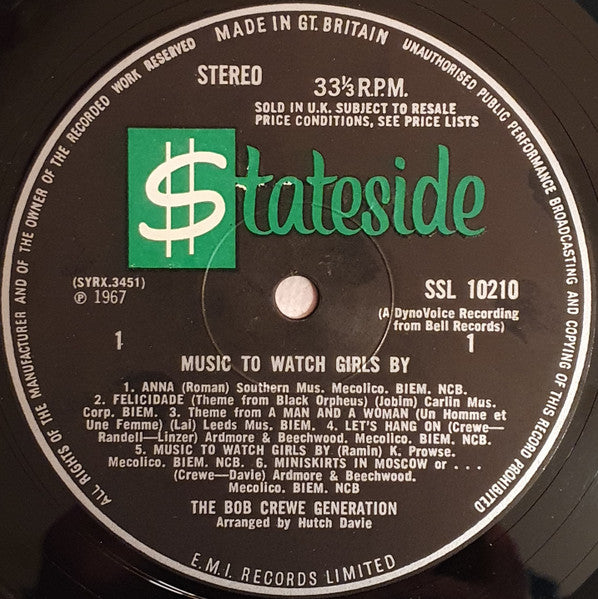 MADE IN GT. BRITAIN
UNAUTHORISED PUBLIC PERFORMANCE BROADCASTING AND COPYING OF THIS RECORD PROHIBITED
ALL RIGHTS OF THE MANUFACTURER AND OF THE OWNER OF THE RECORDED WORK RESERVED
STEREO
33⅓ R.P.M.
SOLD IN U.K. SUBJECT TO RESALE
PRICE CONDITIONS, SEE PRICE LISTS
$tateside
(SYRX.3451)
℗ 1967
SSL 10210
(A DynoVoice Recording
from Bell Records)
1
1
MUSIC TO WATCH GIRLS BY
1. ANNA (Roman) Southern Mus. Mecolico. BIEM. NCB.
2. FELICIDADE (Theme from Black Orpheus) (Jobim) Carlin Mus.
Corp. BIEM. 3. Theme from A MAN AND A WOMAN (Un Homme et
Une Femme) (Lai) Leeds Mus. BIEM. 4. LET'S HANG ON (Crewe—
Randell—Linzer) Ardmore & Beechwood. Mecolico. BIEM. NCB.
5. MUSIC TO WATCH GIRLS BY (Ramin) K. Prowse.
Mecolico. BIEM. NCB. 6. MINISKIRTS IN MOSCOW or . . .
(Crewe—Davie) Ardmore & Beechwood.
Mecolico. BIEM. NCB
THE BOB CREWE GENERATION
Arranged by Hutch Davie
E.M.I. RECORDS LIMITED